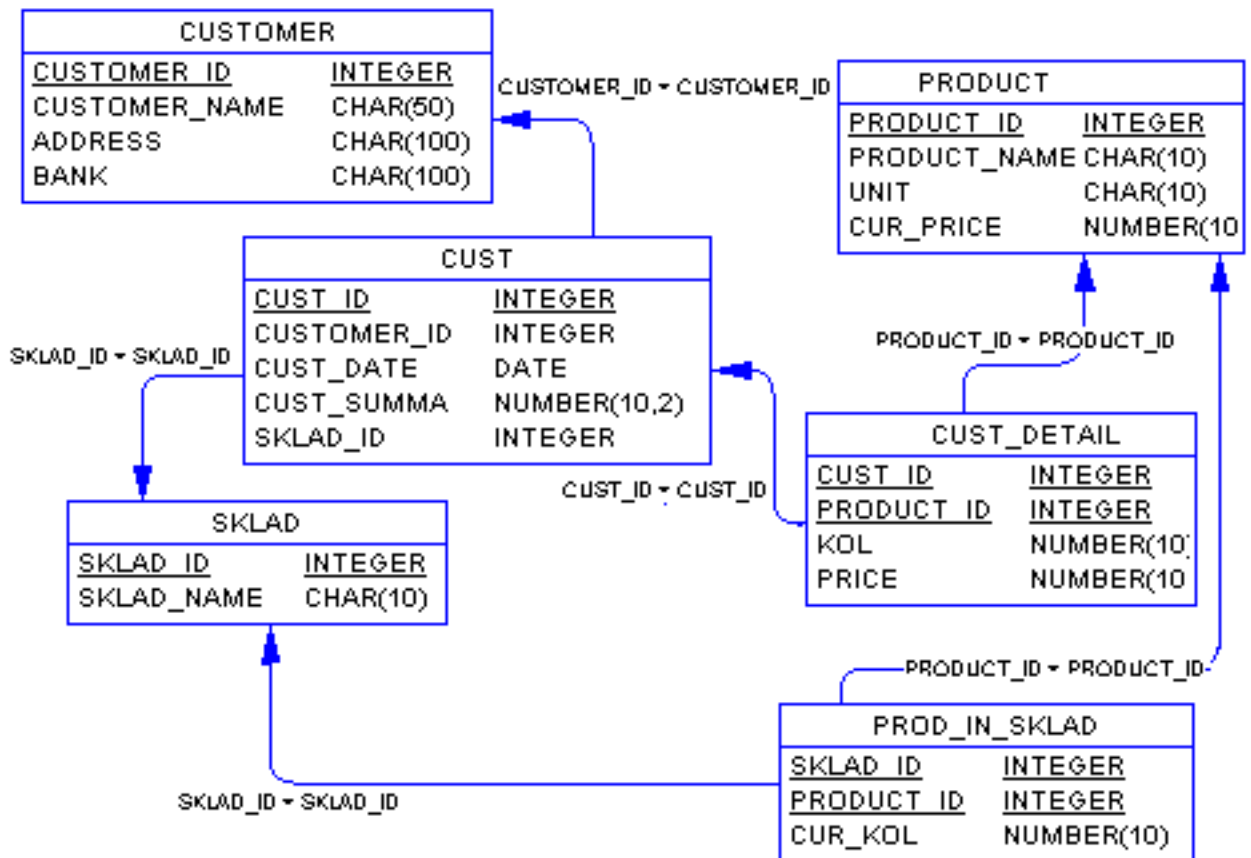 CUSTOMER
CUSTOMER_ID INTEGER
CUSTOMER_NAME CHAR(50)
ADDRESS CHAR(100)
BANK CHAR(100)
CUSTOMER_ID = CUSTOMER_ID
PRODUCT
PRODUCT_ID INTEGER
PRODUCT_NAME CHAR(10)
UNIT CHAR(10)
CUR_PRICE NUMBER(10
CUST
CUST_ID INTEGER
CUSTOMER_ID INTEGER
CUST_DATE DATE
CUST_SUMMA NUMBER(10,2)
SKLAD_ID INTEGER
SKLAD_ID = SKLAD_ID
PRODUCT_ID = PRODUCT_ID
CUST_DETAIL
CUST_ID INTEGER
PRODUCT_ID INTEGER
KOL NUMBER(10)
PRICE NUMBER(10
CUST_ID = CUST_ID
SKLAD
SKLAD_ID INTEGER
SKLAD_NAME CHAR(10)
PRODUCT_ID = PRODUCT_ID
PROD_IN_SKLAD
SKLAD_ID INTEGER
PRODUCT_ID INTEGER
CUR_KOL NUMBER(10)
SKLAD_ID = SKLAD_ID